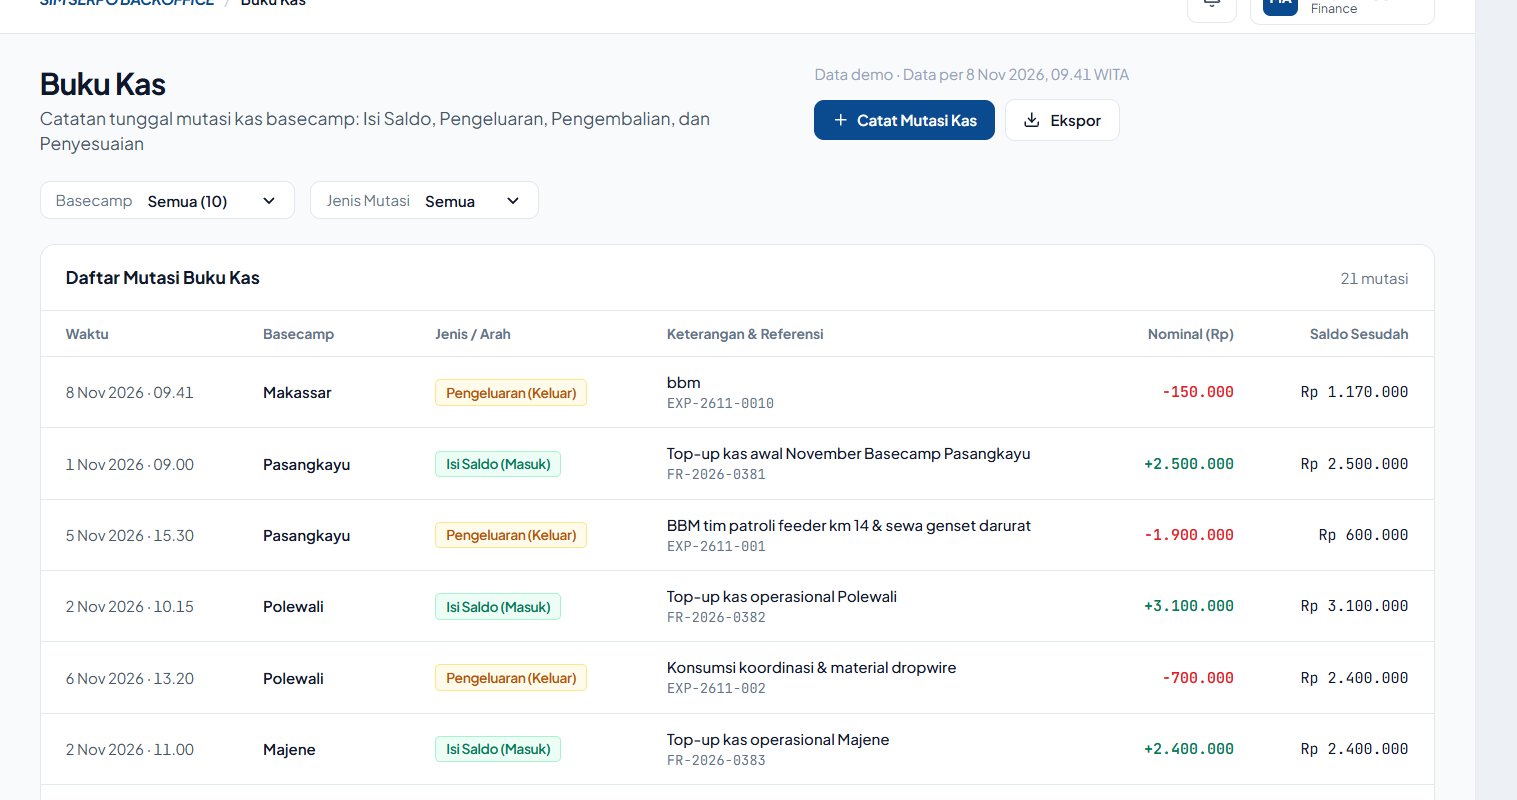 SIM SERPO BACKOFFICE / Buku Kas
Finance
Buku Kas
Catatan tunggal mutasi kas basecamp: Isi Saldo, Pengeluaran, Pengembalian, dan
Penyesuaian
Data demo · Data per 8 Nov 2026, 09.41 WITA
+ Catat Mutasi Kas
Ekspor
Basecamp Semua (10)
Jenis Mutasi Semua
Daftar Mutasi Buku Kas
21 mutasi
Waktu Basecamp Jenis / Arah Keterangan & Referensi Nominal (Rp) Saldo Sesudah
8 Nov 2026 · 09.41 Makassar Pengeluaran (Keluar) bbm -150.000 Rp 1.170.000
EXP-2611-0010
1 Nov 2026 · 09.00 Pasangkayu Isi Saldo (Masuk) Top-up kas awal November Basecamp Pasangkayu +2.500.000 Rp 2.500.000
FR-2026-0381
5 Nov 2026 · 15.30 Pasangkayu Pengeluaran (Keluar) BBM tim patroli feeder km 14 & sewa genset darurat -1.900.000 Rp 600.000
EXP-2611-001
2 Nov 2026 · 10.15 Polewali Isi Saldo (Masuk) Top-up kas operasional Polewali +3.100.000 Rp 3.100.000
FR-2026-0382
6 Nov 2026 · 13.20 Polewali Pengeluaran (Keluar) Konsumsi koordinasi & material dropwire -700.000 Rp 2.400.000
EXP-2611-002
2 Nov 2026 · 11.00 Majene Isi Saldo (Masuk) Top-up kas operasional Majene +2.400.000 Rp 2.400.000
FR-2026-0383